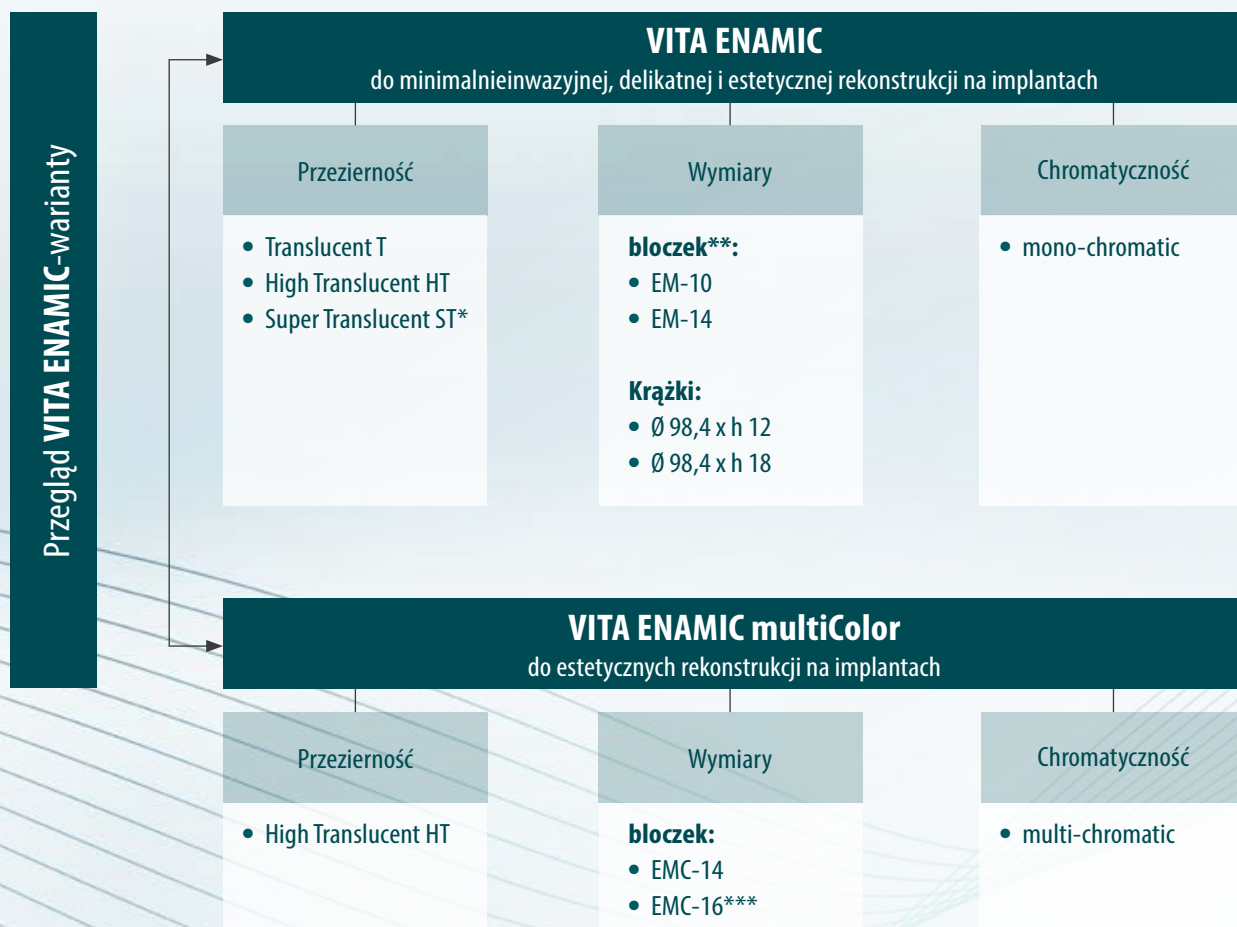 Przegląd VITA ENAMIC-warianty
VITA ENAMIC
do minimalnieinwazyjnej, delikatnej i estetycznej rekonstrukcji na implantach
Przezierność
• Translucent T
• High Translucent HT
• Super Translucent ST*
Wymiary
bloczek**:
• EM-10
• EM-14
Krążki:
• Ø 98,4 x h 12
• Ø 98,4 x h 18
Chromatyczność
• mono-chromatic
VITA ENAMIC multiColor
do estetycznych rekonstrukcji na implantach
Przezierność
• High Translucent HT
Wymiary
bloczek:
• EMC-14
• EMC-16***
Chromatyczność
• multi-chromatic